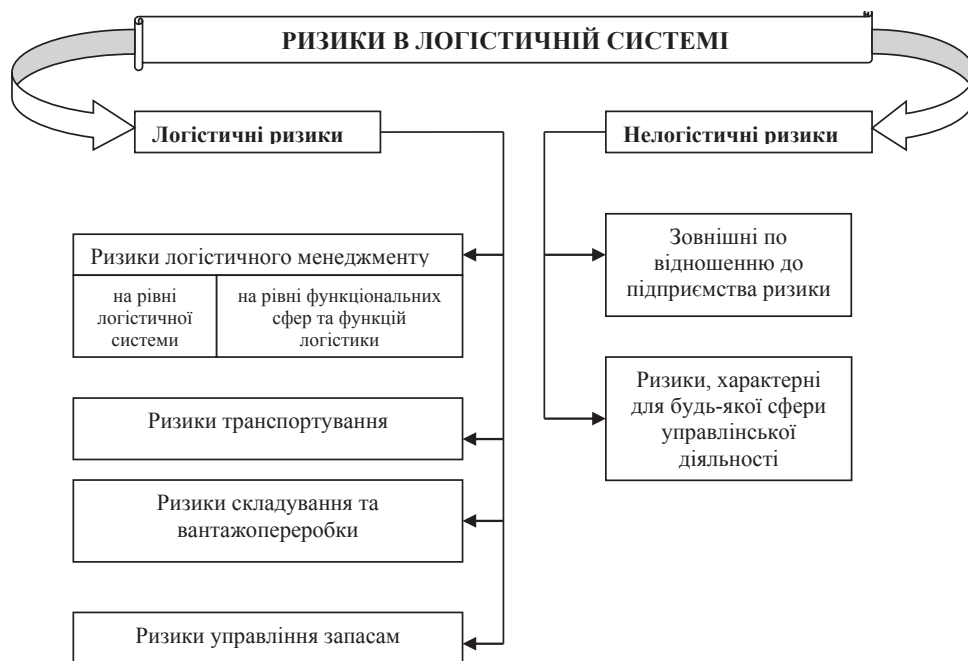 РИЗИКИ В ЛОГІСТИЧНІЙ СИСТЕМІ
Логістичні ризики
Нелогістичні ризики
Ризики логістичного менеджменту
на рівні
логістичної
системи
на рівні функціональних
сфер та функцій
логістики
Ризики транспортування
Ризики складування та
вантажопереробки
Ризики управління запасам
Зовнішні по
відношенню до
підприємства ризики
Ризики, характерні
для будь-якої сфери
управлінської
діяльності